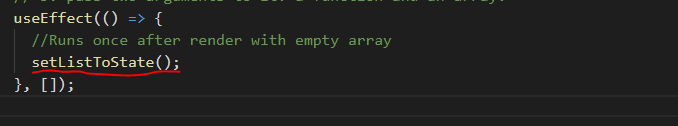 useEffect(() => {
//Runs once after render with empty array
setListToState();
}, []);